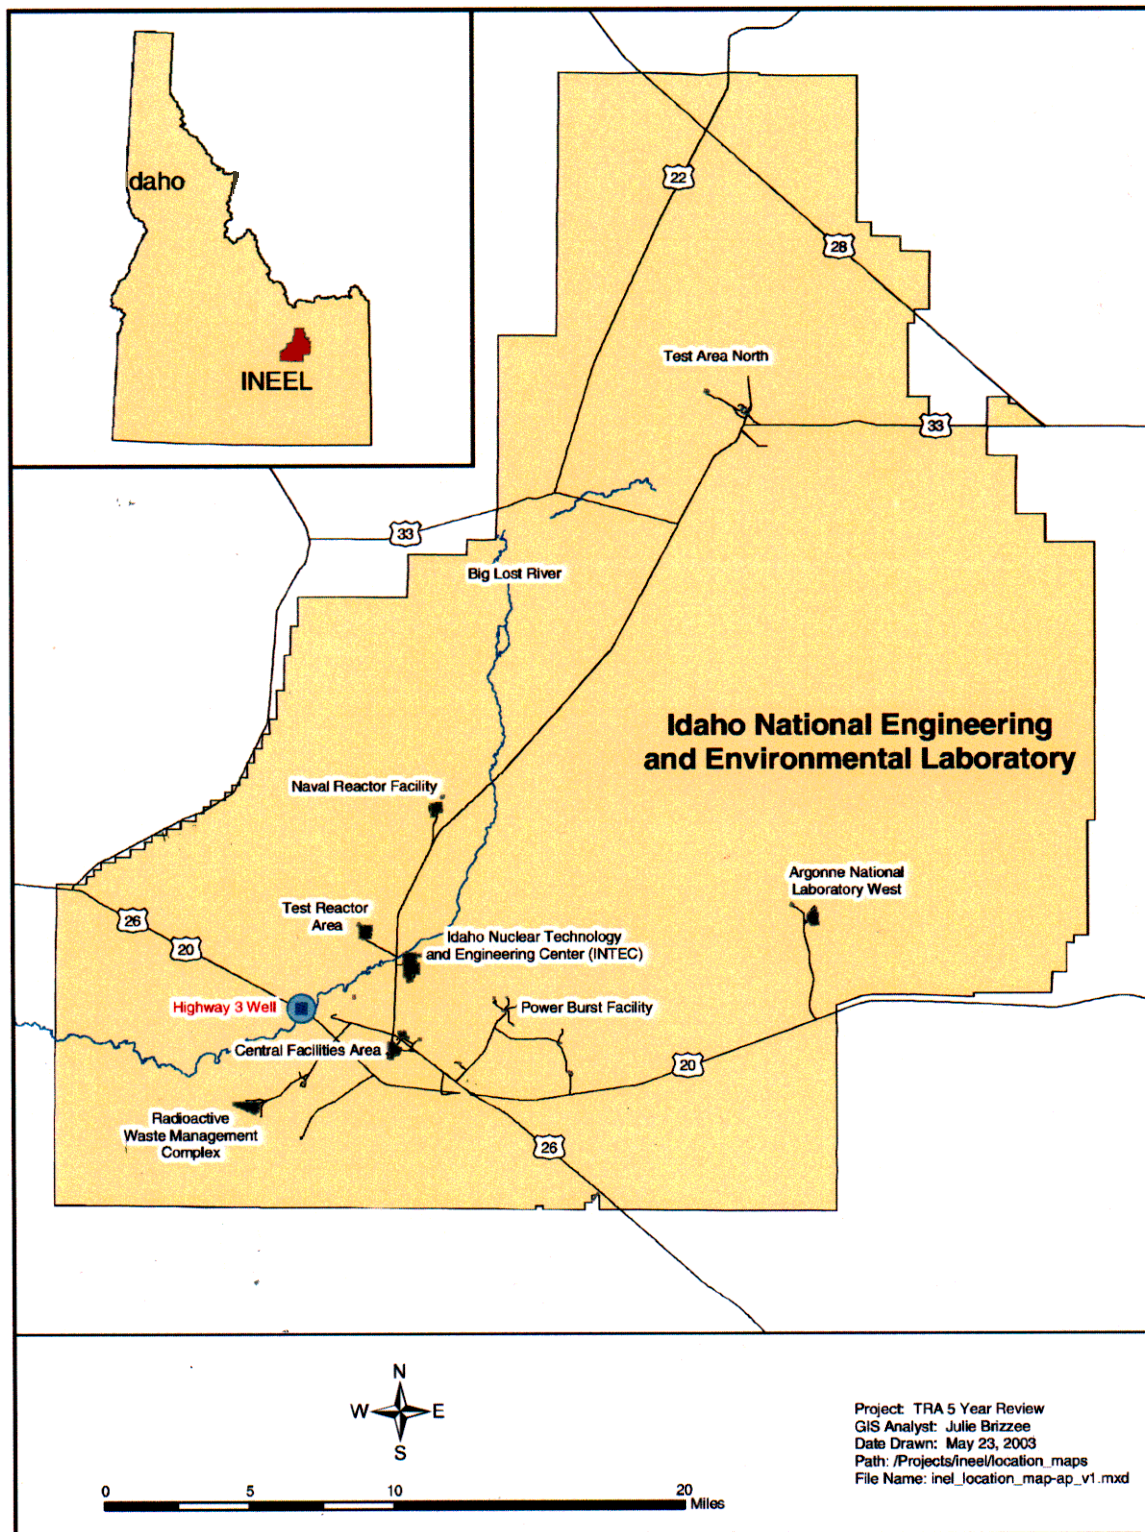 daho
INEEL
22
28
Test Area North
33
33
Big Lost River
Idaho National Engineering
and Environmental Laboratory
Naval Reactor Facility
Argonne National
Laboratory West
Test Reactor
Area
26
20
Idaho Nuclear Technology
and Engineering Center (INTEC)
Highway 3 Well
Power Burst Facility
Central Facilities Area
20
Radioactive
Waste Management
Complex
26
N
W
E
S
Project: TRA 5 Year Review
GIS Analyst: Julie Brizzee
Date Drawn: May 23, 2003
Path: /Projects/ineel/location_maps
File Name: inel_location_map-ap_v1.mxd
0 5 10 20
Miles